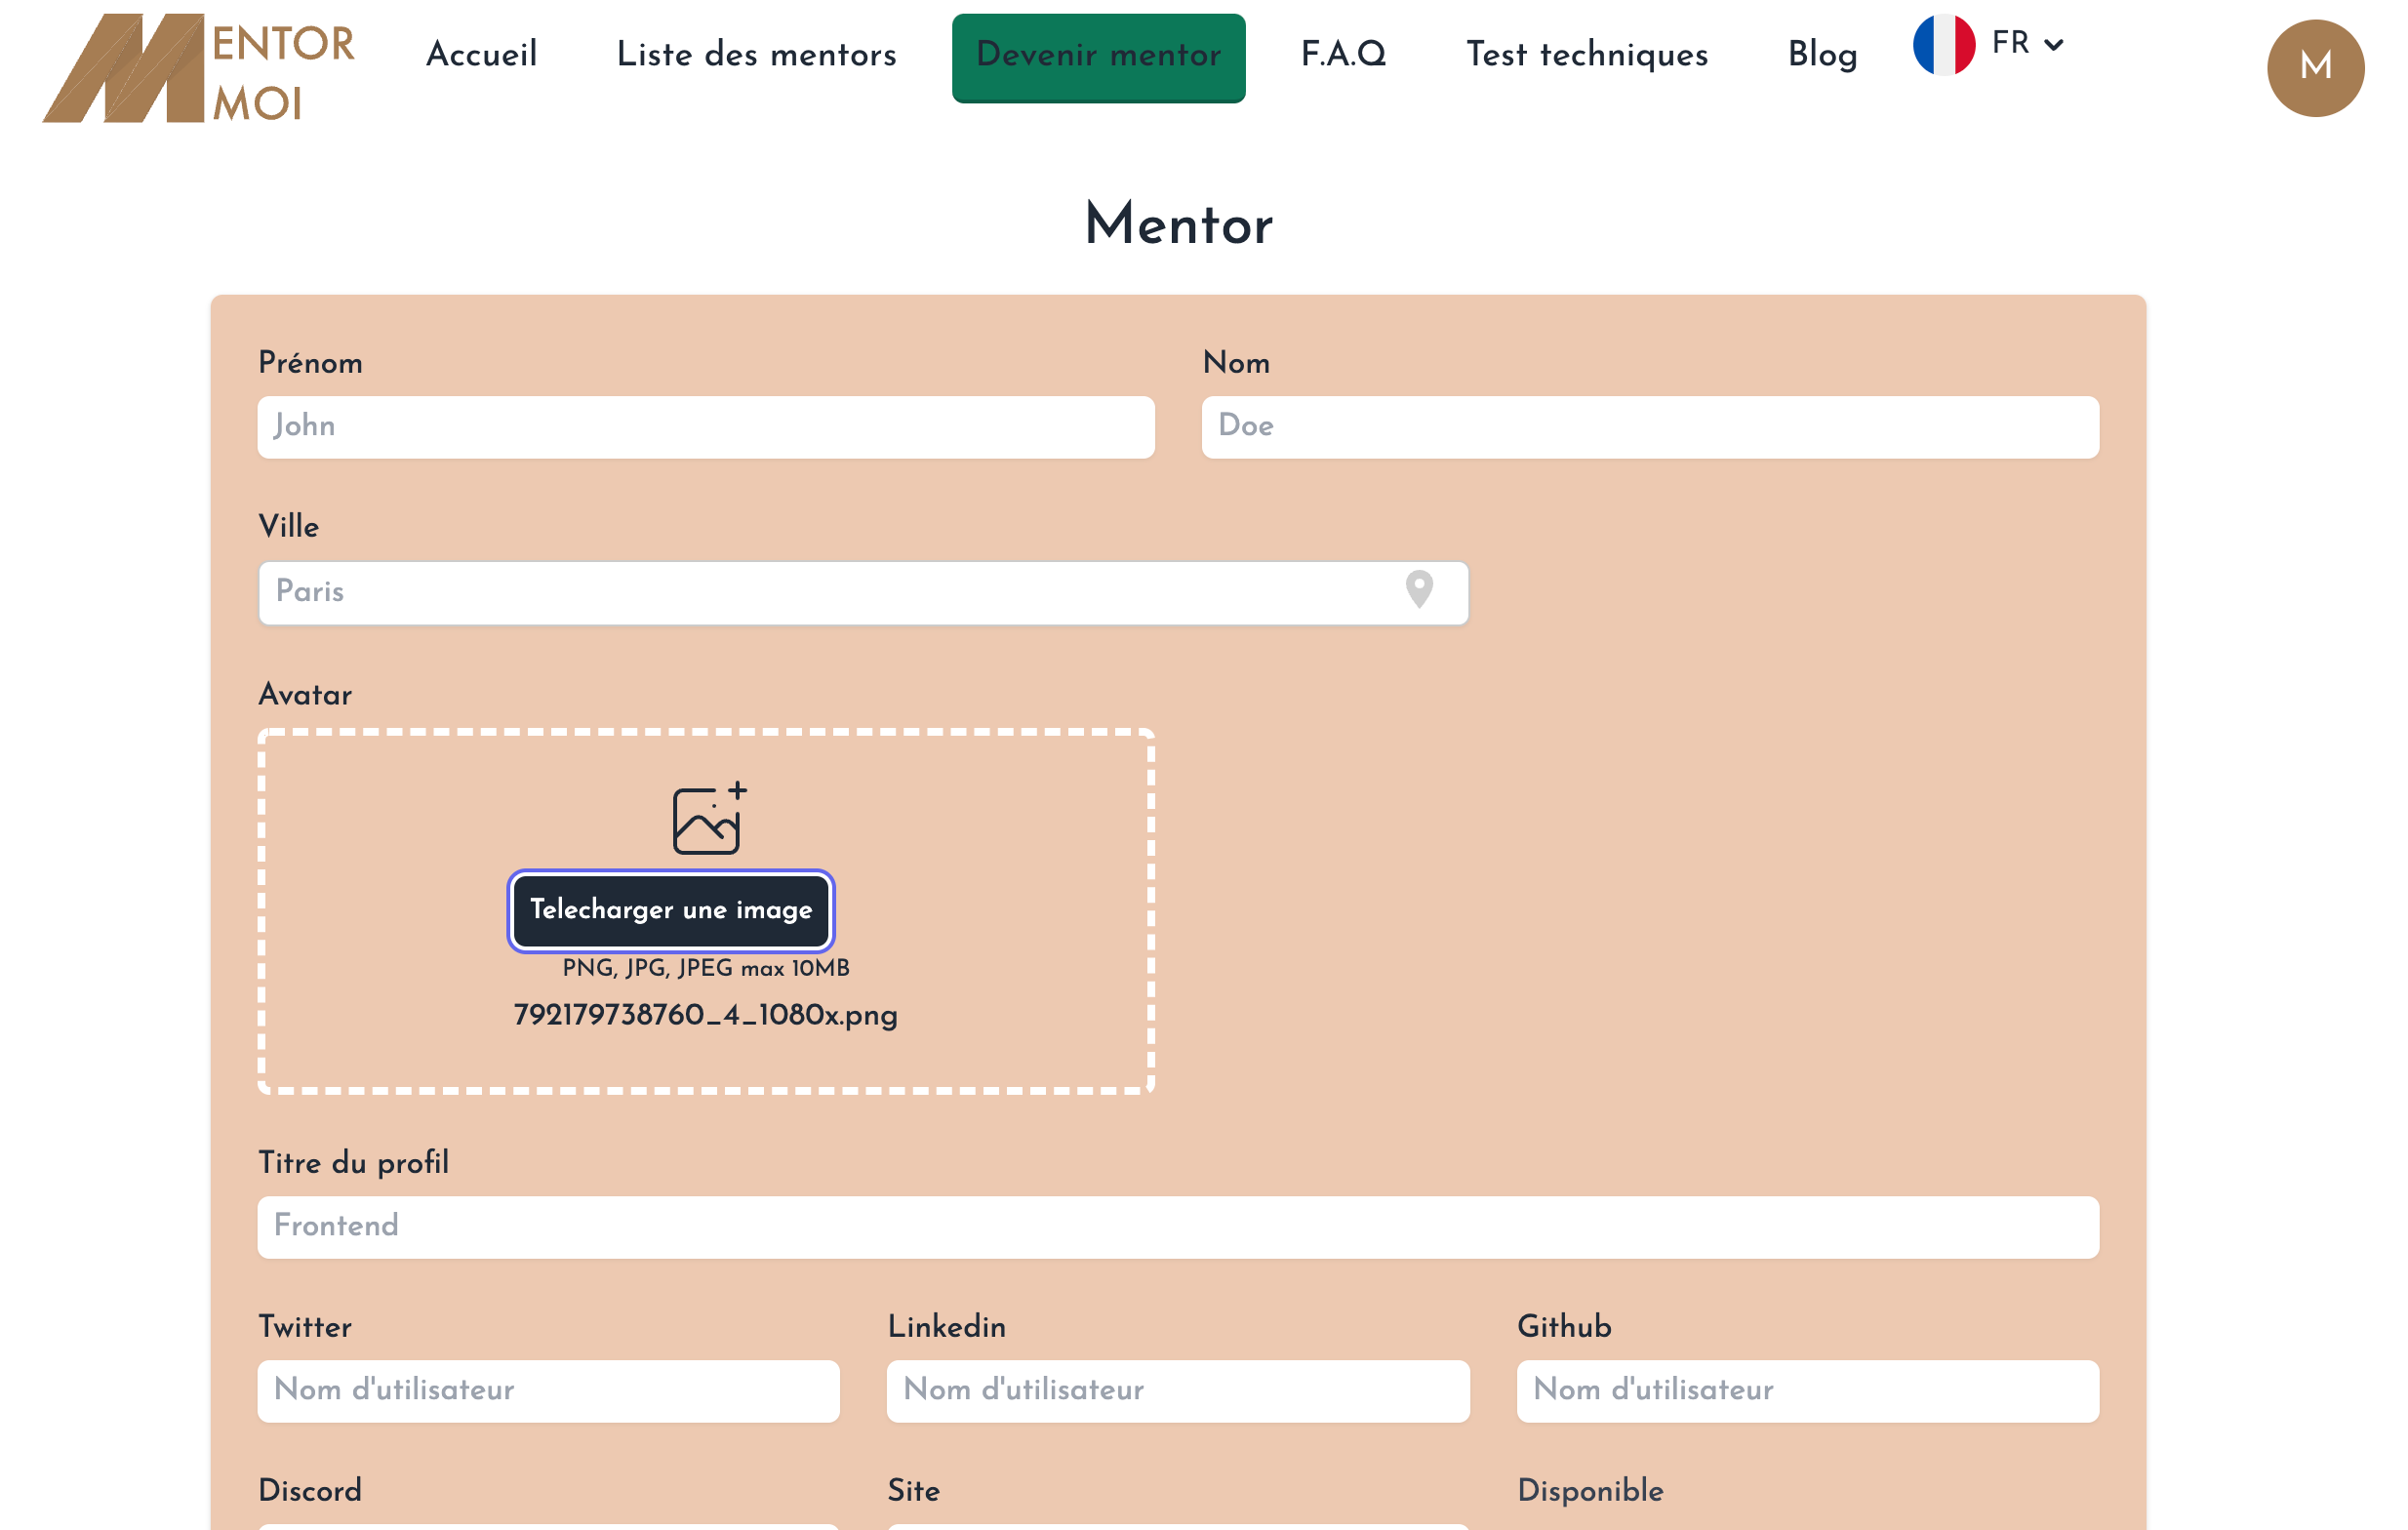 MENTOR
MOI
Accueil
Liste des mentors
Devenir mentor
F.A.Q
Test techniques
Blog
FR
M
Mentor
Prénom
Nom
John
Doe
Ville
Paris
Avatar
Telecharger une image
PNG, JPG, JPEG max 10MB
792179738760_4_1080x.png
Titre du profil
Frontend
Twitter
Linkedin
Github
Nom d'utilisateur
Nom d'utilisateur
Nom d'utilisateur
Discord
Site
Disponible